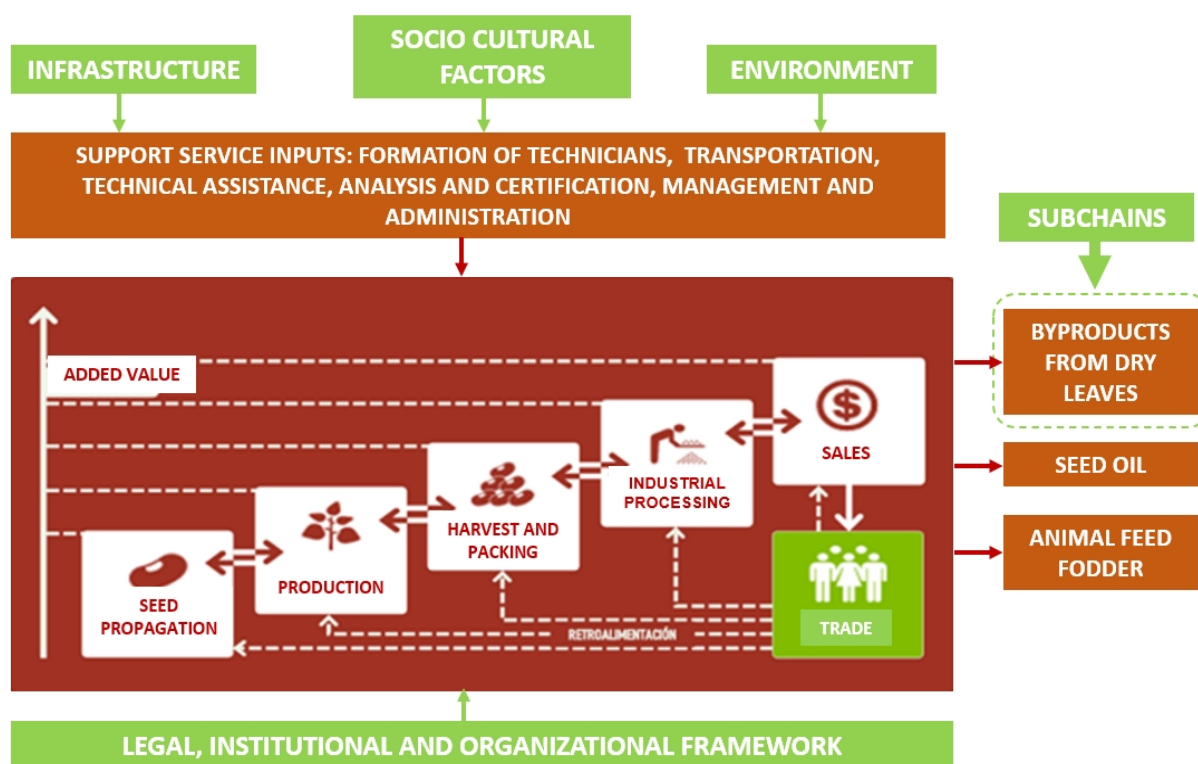 INFRASTRUCTURE
SOCIO CULTURAL
FACTORS
ENVIRONMENT
SUPPORT SERVICE INPUTS: FORMATION OF TECHNICIANS, TRANSPORTATION,
TECHNICAL ASSISTANCE, ANALYSIS AND CERTIFICATION, MANAGEMENT AND
ADMINISTRATION
SUBCHAINS
BYPRODUCTS
FROM DRY
LEAVES
SEED OIL
ANIMAL FEED
FODDER
ADDED VALUE
SEED
PROPAGATION
PRODUCTION
HARVEST AND
PACKING
INDUSTRIAL
PROCESSING
$
SALES
TRADE
RETROALIMENTACIÓN
LEGAL, INSTITUTIONAL AND ORGANIZATIONAL FRAMEWORK